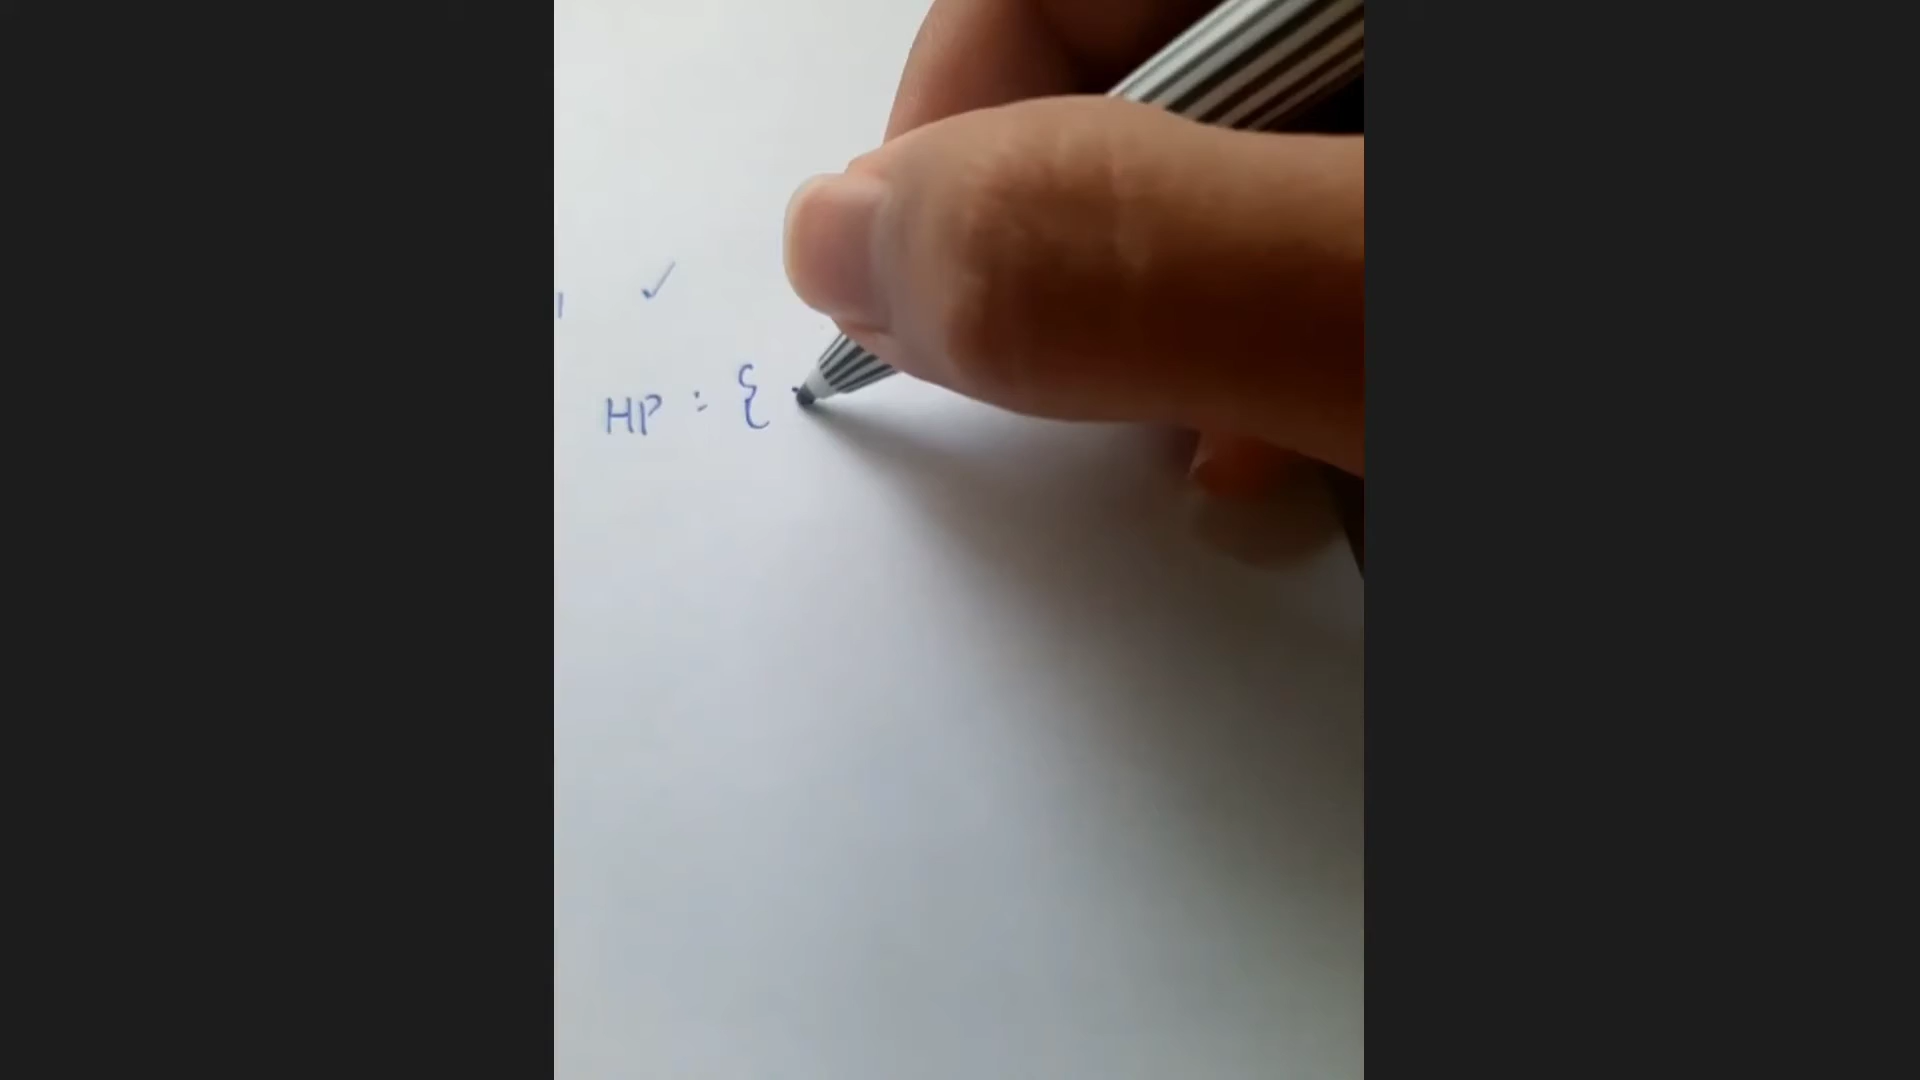 ✓
HP = {